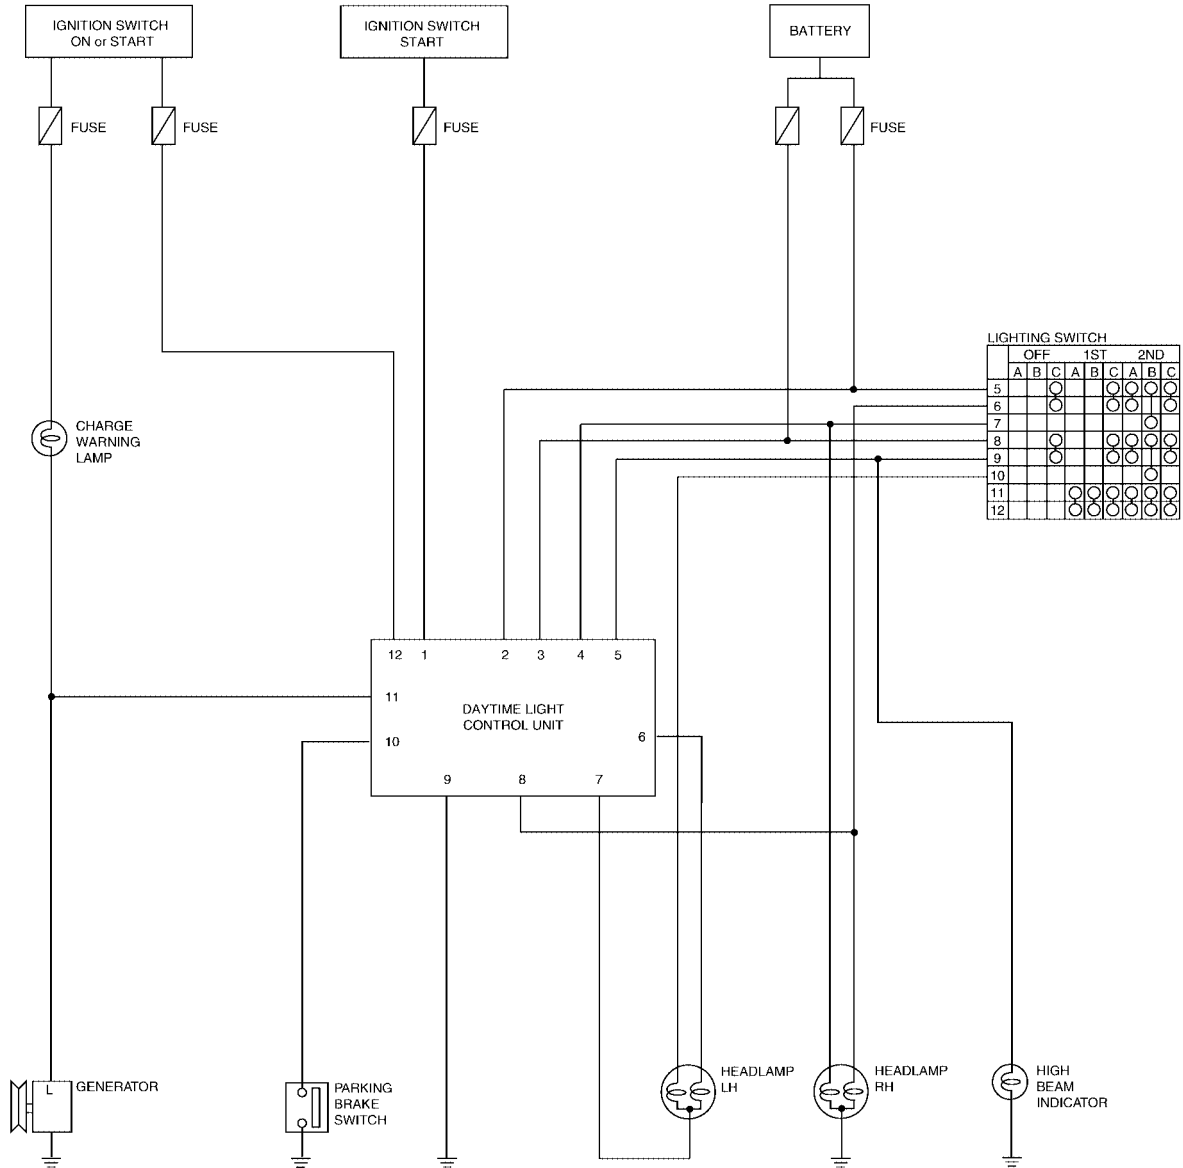 IGNITION SWITCH
ON or START
IGNITION SWITCH
START
BATTERY
FUSE
FUSE
FUSE
FUSE
LIGHTING SWITCH
OFF 1ST 2ND
A B C A B C A B C
5
6
7
8
9
10
11
12
CHARGE
WARNING
LAMP
12 1 2 3 4 5
11
DAYTIME LIGHT
CONTROL UNIT
10
6
9 8 7
L
GENERATOR
PARKING
BRAKE
SWITCH
HEADLAMP
LH
HEADLAMP
RH
HIGH
BEAM
INDICATOR